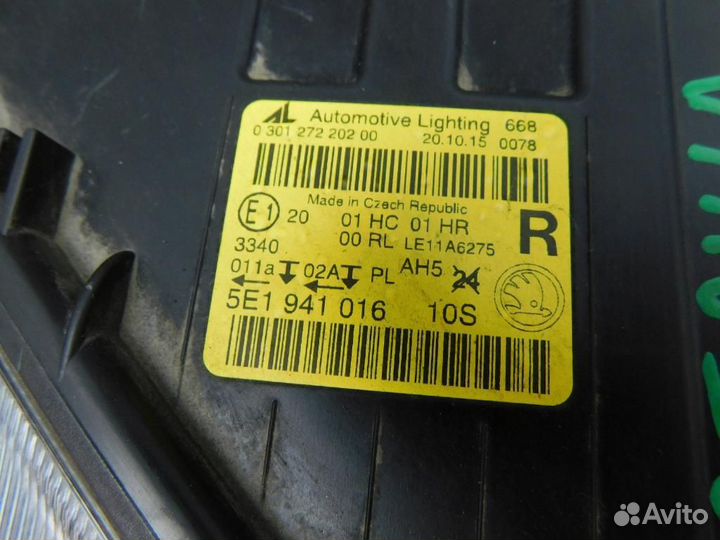 AL Automotive Lighting 668
0 301 272 202 00 20.10.15 0078
Made in Czech Republic
E1 20 01 HC 01 HR R
3340 00 RL LE11A6275
011a 02A PL AH5 24
5E1 941 016 10S
Avito